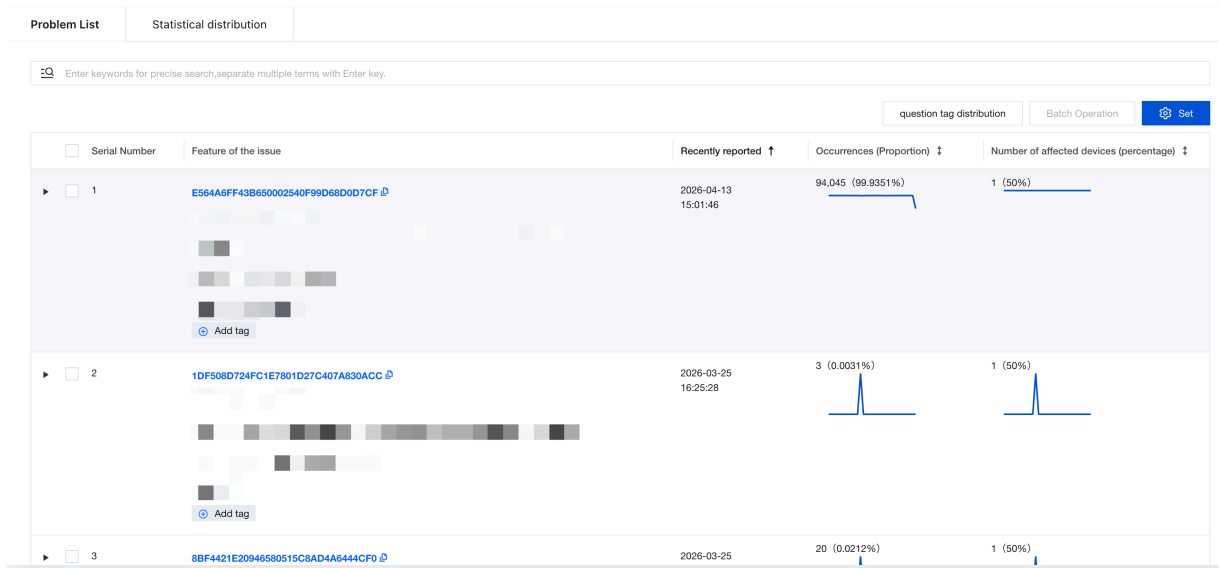 Problem List
Statistical distribution
Enter keywords for precise search,separate multiple terms with Enter key.
question tag distribution
Batch Operation
Set
Serial Number
Feature of the issue
Recently reported
Occurrences (Proportion)
Number of affected devices (percentage)
1
E564A6FF43B650002540F99D68D0D7CF
2026-04-13
15:01:46
94,045（99.9351%）
1（50%）
Add tag
2
1DF508D724FC1E7801D27C407A830ACC
2026-03-25
16:25:28
3（0.0031%）
1（50%）
Add tag
3
8BF4421E20946580515C8AD4A6444CF0
2026-03-25
20（0.0212%）
1（50%）